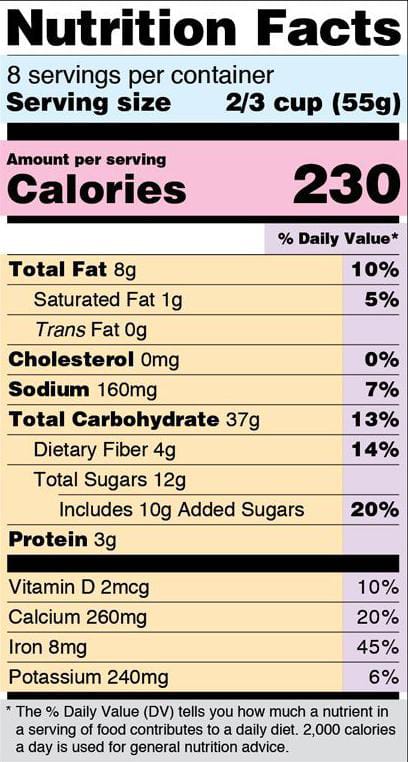 Nutrition Facts
8 servings per container
Serving size 2/3 cup (55g)
Amount per serving
Calories 230
% Daily Value*
Total Fat 8g 10%
Saturated Fat 1g 5%
Trans Fat 0g
Cholesterol 0mg 0%
Sodium 160mg 7%
Total Carbohydrate 37g 13%
Dietary Fiber 4g 14%
Total Sugars 12g
Includes 10g Added Sugars 20%
Protein 3g
Vitamin D 2mcg 10%
Calcium 260mg 20%
Iron 8mg 45%
Potassium 240mg 6%
* The % Daily Value (DV) tells you how much a nutrient in
a serving of food contributes to a daily diet. 2,000 calories
a day is used for general nutrition advice.